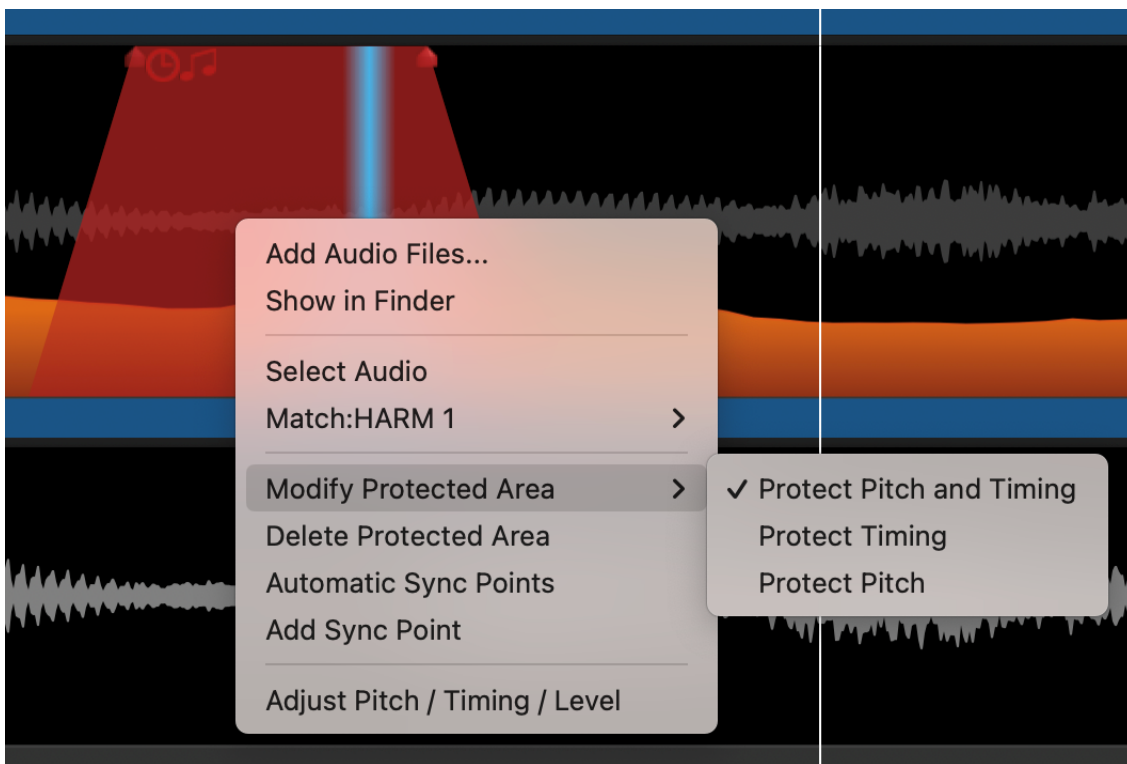 Add Audio Files...
Show in Finder
Select Audio
Match:HARM 1
Modify Protected Area
Delete Protected Area
Automatic Sync Points
Add Sync Point
Adjust Pitch / Timing / Level
✓ Protect Pitch and Timing
Protect Timing
Protect Pitch